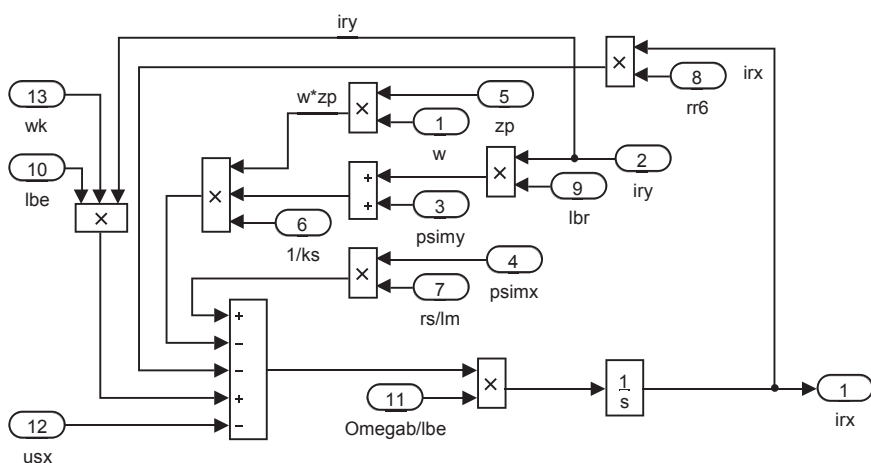 iry
13
wk
10
lbe
w*zp
5
zp
1
w
8
rr6
irx
2
iry
9
lbr
×
×
×
×
×
+
+
3
psimy
6
1/ks
4
psimx
×
7
rs/lm
+
−
−
+
−
12
usx
11
Omegab/lbe
×
1
s
1
irx